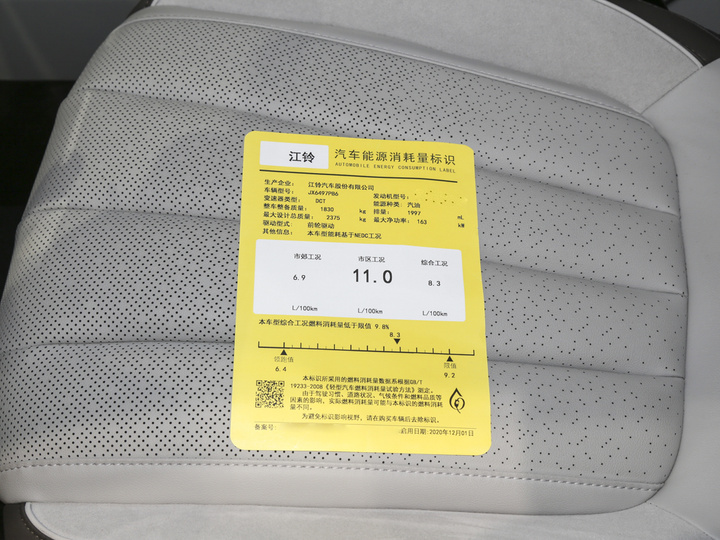 江铃 汽车能源消耗量标识
AUTOMOBILE ENERGY CONSUMPTION LABEL
生产企业: 江铃汽车股份有限公司
车辆型号: JX6497PB6 发动机型号:
变速器类型: DCT 能源种类: 汽油
整车整备质量: 1830 kg 排量: 1997 mL
最大设计总质量: 2375 kg 最大净功率: 163 kW
驱动型式: 前轮驱动
其他信息: 本车型能耗基于NEDC工况
市郊工况 市区工况 综合工况
6.9 11.0 8.3
L/100km L/100km L/100km
本车型综合工况燃料消耗量低于限值 9.8%
8.3
领跑值 限值
6.4 9.2
本标识所采用的燃料消耗量数据系根据GB/T
19233-2008《轻型汽车燃料消耗量试验方法》测定。
由于驾驶习惯、道路状况、气候条件和燃料品质等
因素的影响,实际燃料消耗量可能与本标识的燃料消耗
量不同。
为避免标识影响视野,请在购买车辆后去除标识。
备案号: 启用日期:2020年12月01日